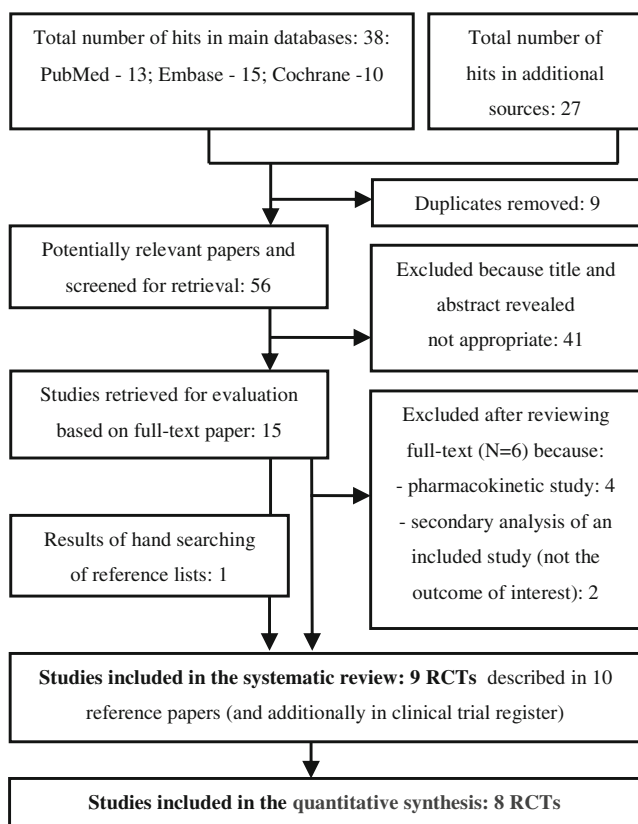 Total number of hits in main databases: 38:
PubMed - 13; Embase - 15; Cochrane -10
Total number of
hits in additional
sources: 27
Duplicates removed: 9
Potentially relevant papers and
screened for retrieval: 56
Excluded because title and
abstract revealed
not appropriate: 41
Studies retrieved for evaluation
based on full-text paper: 15
Excluded after reviewing
full-text (N=6) because:
- pharmacokinetic study: 4
- secondary analysis of an
included study (not the
outcome of interest): 2
Results of hand searching
of reference lists: 1
Studies included in the systematic review: 9 RCTs described in 10
reference papers (and additionally in clinical trial register)
Studies included in the quantitative synthesis: 8 RCTs